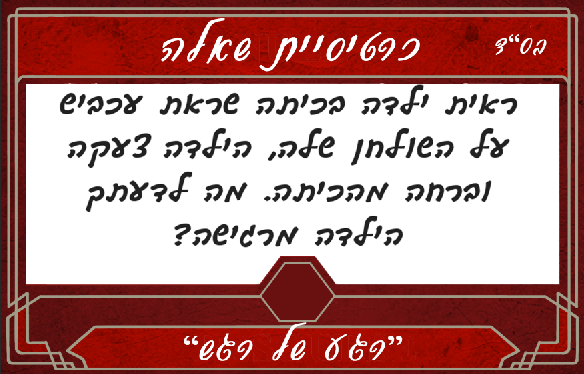 בס"ד
כרטיסיית שאלה
ראית ילדה בכיתה שראת עכביש
על השולחן שלה, הילדה צעקה
וברחה מהכיתה. מה לדעתך
הילדה מרגישה?
"רגע של רגש"